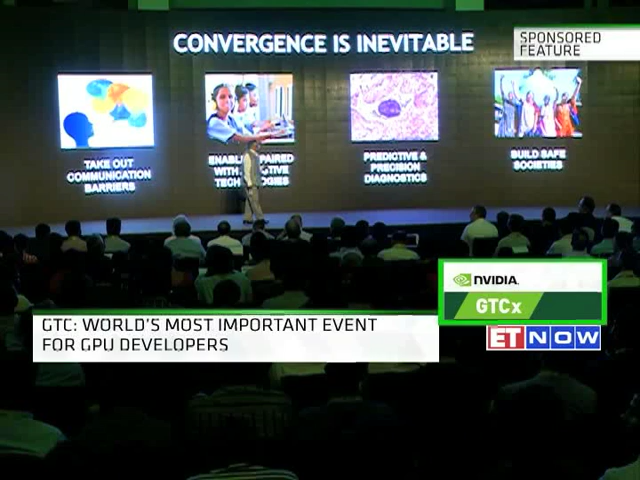 CONVERGENCE IS INEVITABLE
SPONSORED
FEATURE
TAKE OUT
COMMUNICATION
BARRIERS
PREDICTIVE &
PRECISION
DIAGNOSTICS
BUILD SAFE
SOCIETIES
NVIDIA.
GTCx
GTC: WORLD'S MOST IMPORTANT EVENT
FOR GPU DEVELOPERS
ET NOW